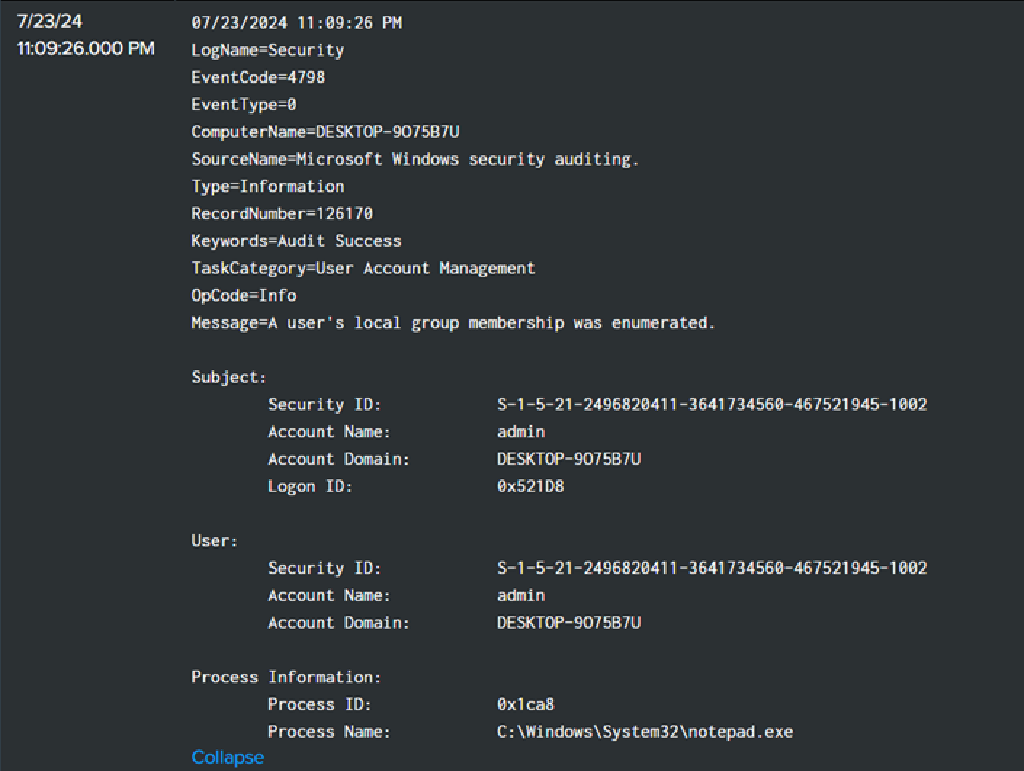 7/23/24
11:09:26.000 PM
07/23/2024 11:09:26 PM
LogName=Security
EventCode=4798
EventType=0
ComputerName=DESKTOP-9O75B7U
SourceName=Microsoft Windows security auditing.
Type=Information
RecordNumber=126170
Keywords=Audit Success
TaskCategory=User Account Management
OpCode=Info
Message=A user's local group membership was enumerated.
Subject:
Security ID: S-1-5-21-2496820411-3641734560-467521945-1002
Account Name: admin
Account Domain: DESKTOP-9O75B7U
Logon ID: 0x521D8
User:
Security ID: S-1-5-21-2496820411-3641734560-467521945-1002
Account Name: admin
Account Domain: DESKTOP-9O75B7U
Process Information:
Process ID: 0x1ca8
Process Name: C:\Windows\System32\notepad.exe
Collapse